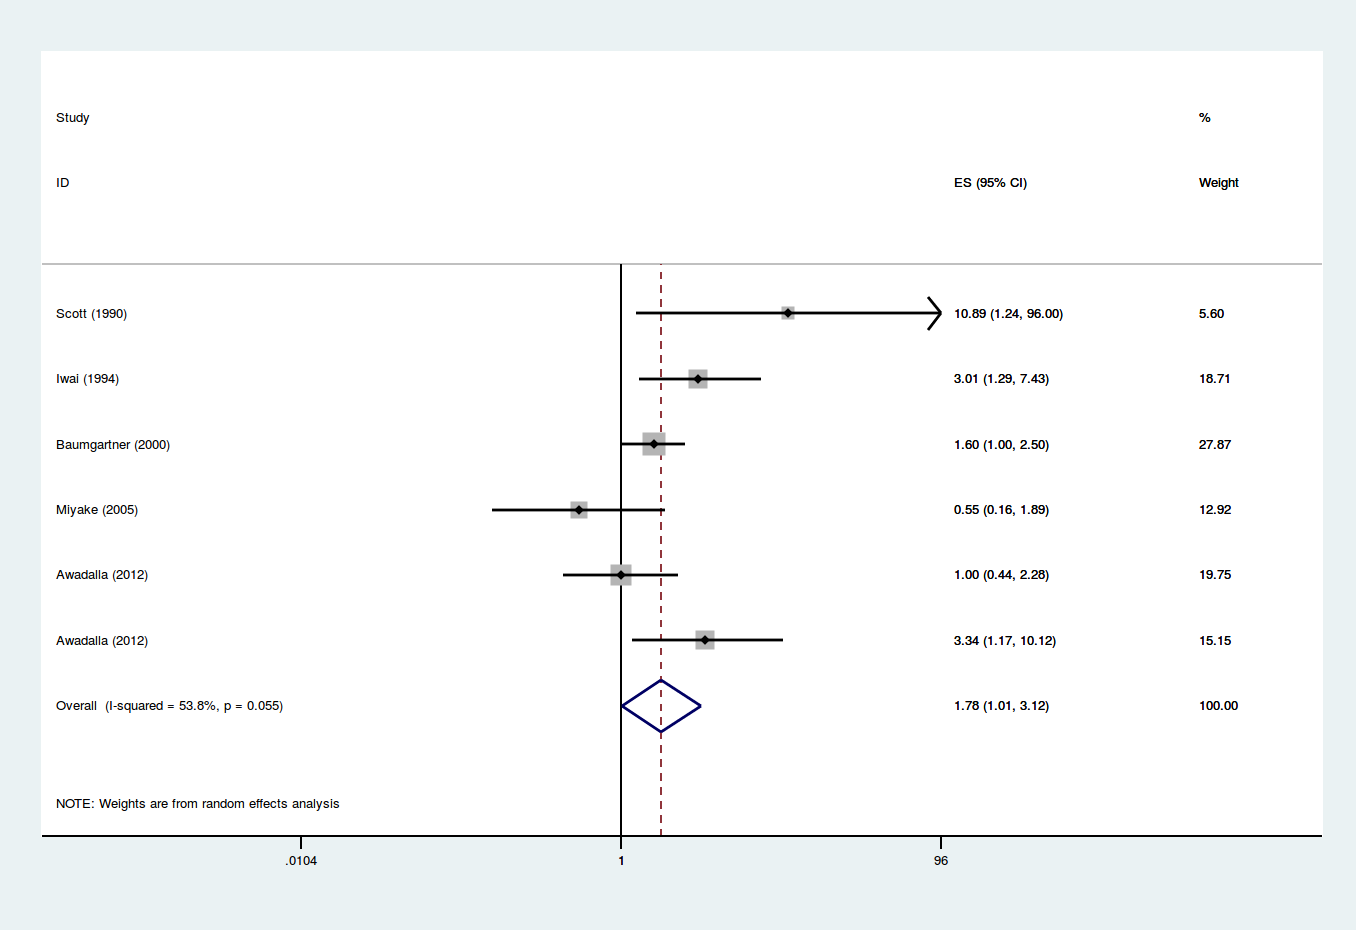 Study %
ID ES (95% CI) Weight
Scott (1990) 10.89 (1.24, 96.00) 5.60
Iwai (1994) 3.01 (1.29, 7.43) 18.71
Baumgartner (2000) 1.60 (1.00, 2.50) 27.87
Miyake (2005) 0.55 (0.16, 1.89) 12.92
Awadalla (2012) 1.00 (0.44, 2.28) 19.75
Awadalla (2012) 3.34 (1.17, 10.12) 15.15
Overall (I-squared = 53.8%, p = 0.055) 1.78 (1.01, 3.12) 100.00
NOTE: Weights are from random effects analysis
.0104 1 96